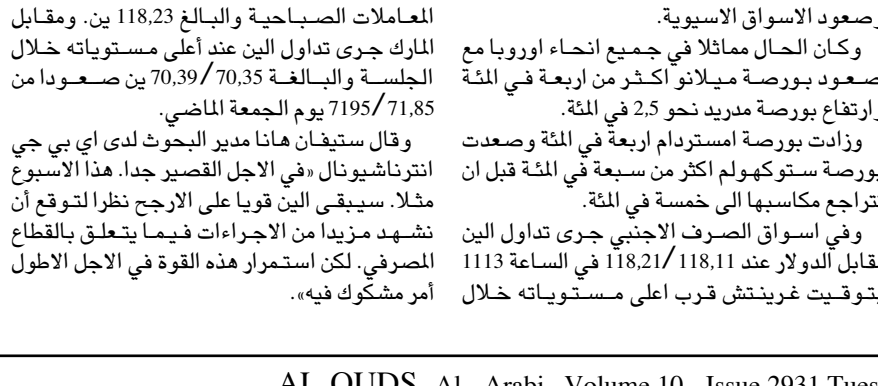 وصعود الاسواق الاسيوية.
وكان الحال مماثلا في جميع انحاء اوروبا مع
صعود بورصة ميلانو اكثر من اربعة في المئة
وارتفاع بورصة مدريد نحو 2,5 في المئة.
وزادت بورصة امستردام اربعة في المئة وصعدت
بورصة ستوكهولم اكثر من سبعة في المئة قبل ان
تتراجع مكاسبها الى خمسة في المئة.
وفي اسواق الصرف الاجنبي جرى تداول الين
مقابل الدولار عند 118,11/118,21 في الساعة 1113
بتوقيت غرينتش قرب اعلى مستوياته خلال
المعاملات الصباحية والبالغ 118,23 ين. ومقابل
المارك جرى تداول الين عند أعلى مستوياته خلال
الجلسة والبالغة 70,35/70,39 ين صعودا من
71,85/7195 يوم الجمعة الماضي.
وقال ستيفان هانا مدير البحوث لدى اي بي جي
انترناشيونال «في الاجل القصير جدا. هذا الاسبوع
مثلا. سيبقى الين قويا على الارجح نظرا لتوقع أن
نشهد مزيدا من الاجراءات فيما يتعلق بالقطاع
المصرفي. لكن استمرار هذه القوة في الاجل الاطول
أمر مشكوك فيه».
AL-QUDS Al-Arabi Volume 10 - Issue 2931 Tues